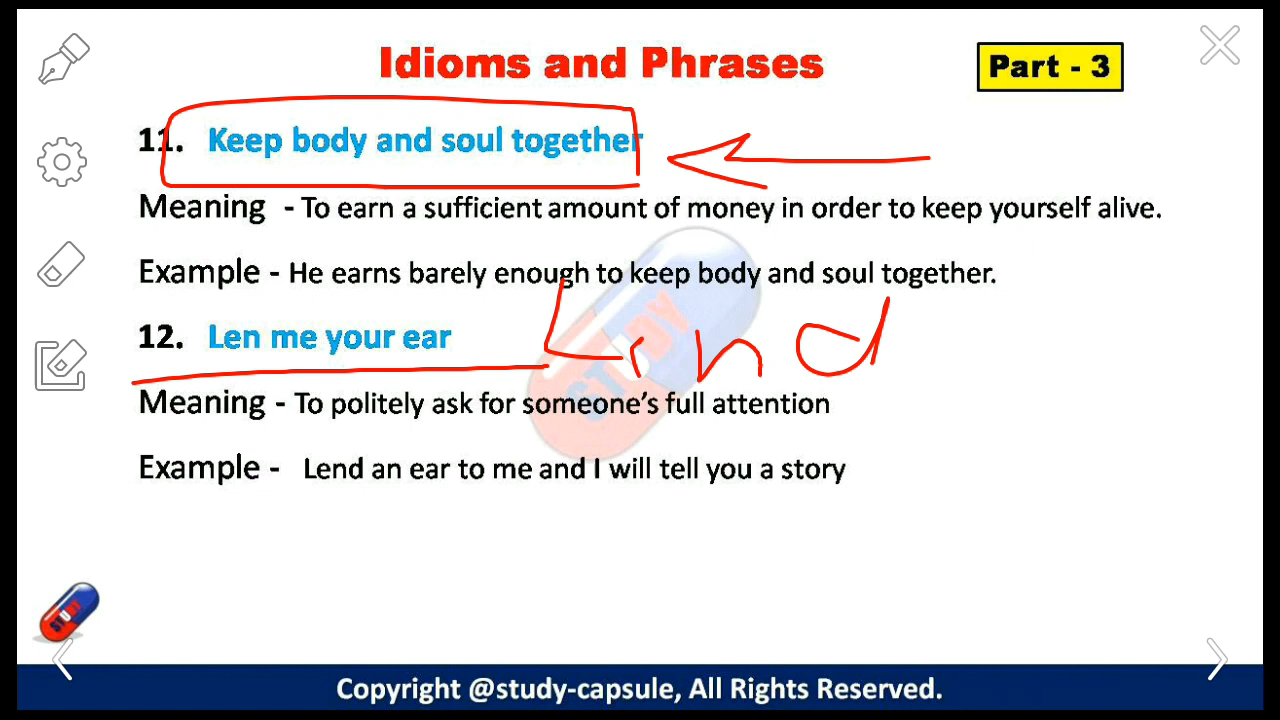 Idioms and Phrases
Part - 3
11. Keep body and soul together
Meaning - To earn a sufficient amount of money in order to keep yourself alive.
Example - He earns barely enough to keep body and soul together.
12. Len me your ear
Lend
Meaning - To politely ask for someone's full attention
Example - Lend an ear to me and I will tell you a story
STUDY
STUDY
Copyright @study-capsule, All Rights Reserved.